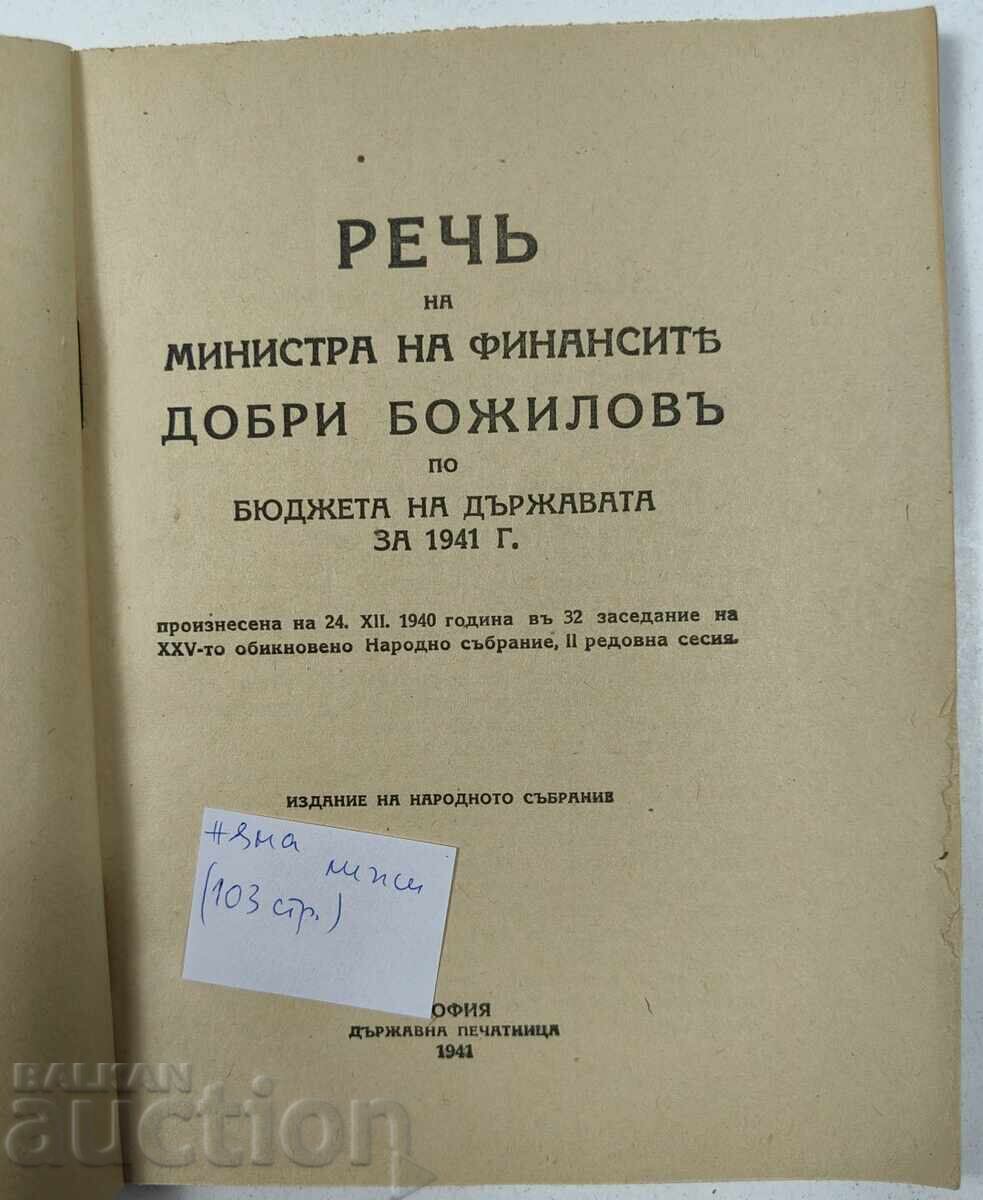 РЕЧЬ
НА
МИНИСТРА НА ФИНАНСИТѢ
ДОБРИ БОЖИЛОВЪ
ПО
БЮДЖЕТА НА ДЪРЖАВАТА
ЗА 1941 Г.
произнесена на 24. XII. 1940 година въ 32 заседание на
XXV-то обикновено Народно събрание, II редовна сесия.
ИЗДАНИЕ НА НАРОДНОТО СЪБРАНИЕ
няма липси
(103 стр.)
ОФИЯ
ДЪРЖАВНА ПЕЧАТНИЦА
1941
BALKAN
auction